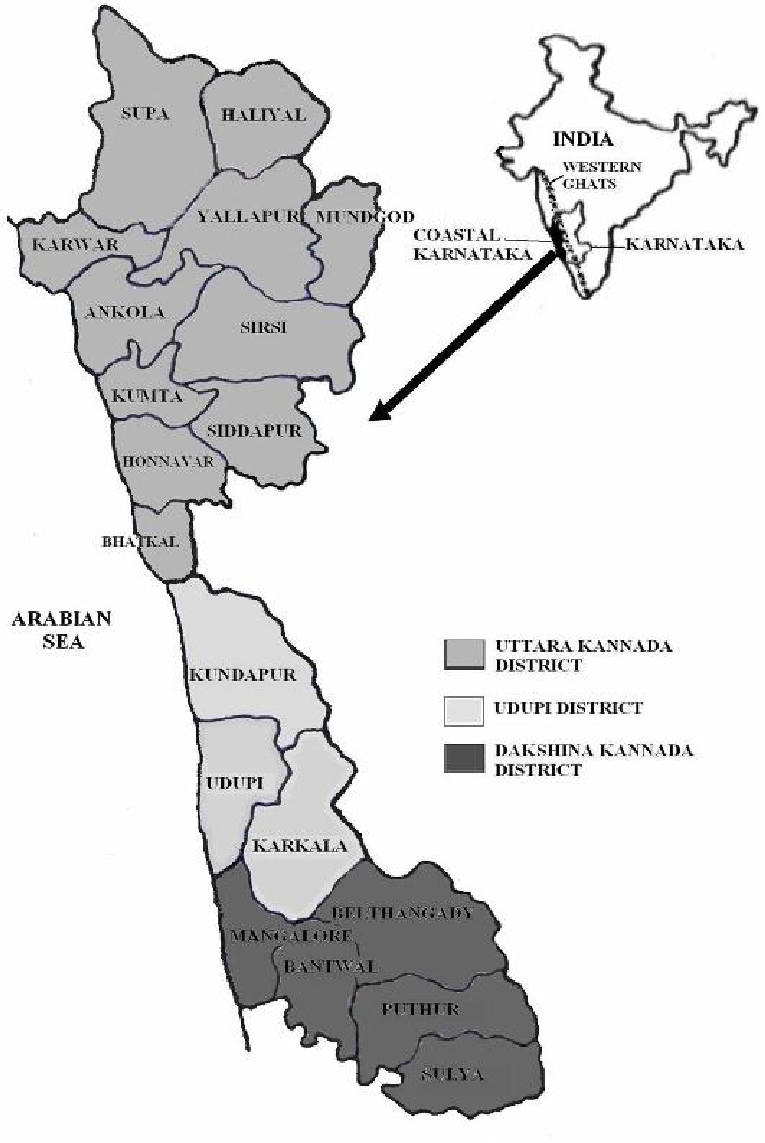 SUPA
HALIYAL
YALLAPUR
MUNDGOD
KARWAR
ANKOLA
SIRSI
KUMTA
SIDDAPUR
HONNAVAR
BHATKAL
INDIA
WESTERN
GHATS
COASTAL
KARNATAKA
KARNATAKA
ARABIAN
SEA
KUNDAPUR
UDUPI
KARKALA
BELTHANGADY
MANGALORE
BANTWAL
PUTHUR
SULYA
UTTARA KANNADA
DISTRICT
UDUPI DISTRICT
DAKSHINA KANNADA
DISTRICT